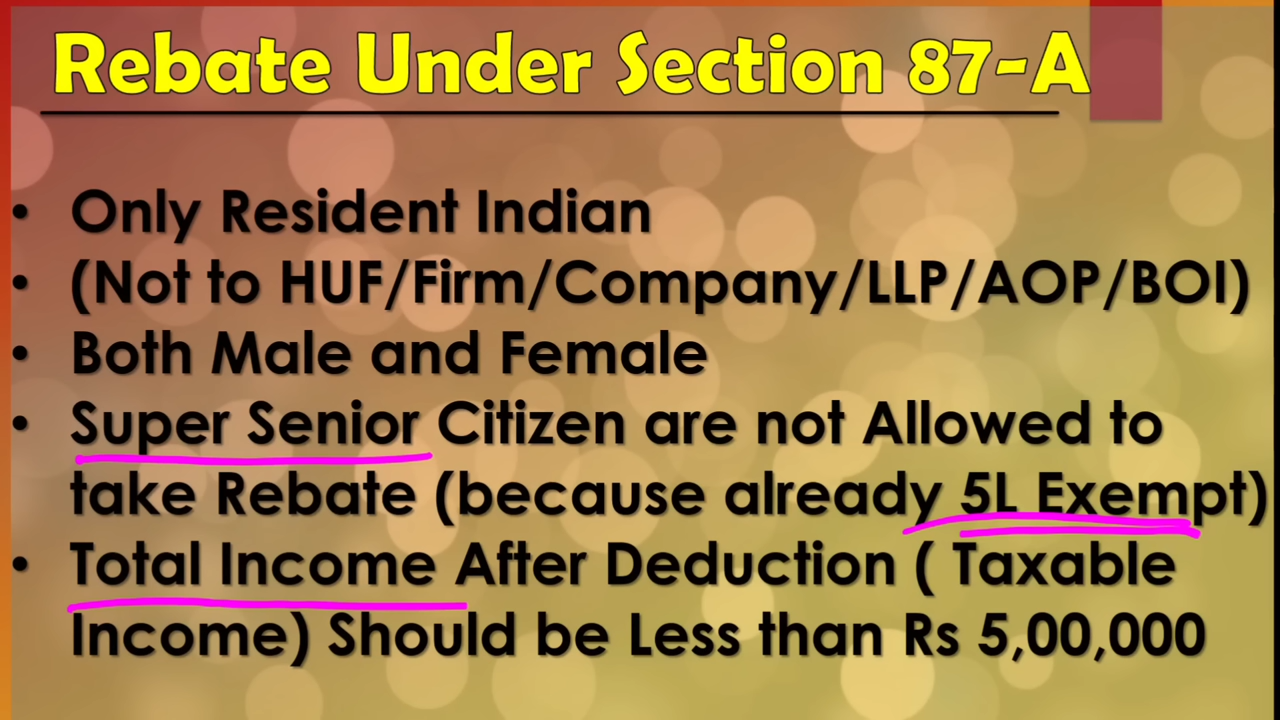 Rebate Under Section 87-A
• Only Resident Indian
• (Not to HUF/Firm/Company/LLP/AOP/BOI)
• Both Male and Female
• Super Senior Citizen are not Allowed to
take Rebate (because already 5L Exempt)
• Total Income After Deduction ( Taxable
Income) Should be Less than Rs 5,00,000